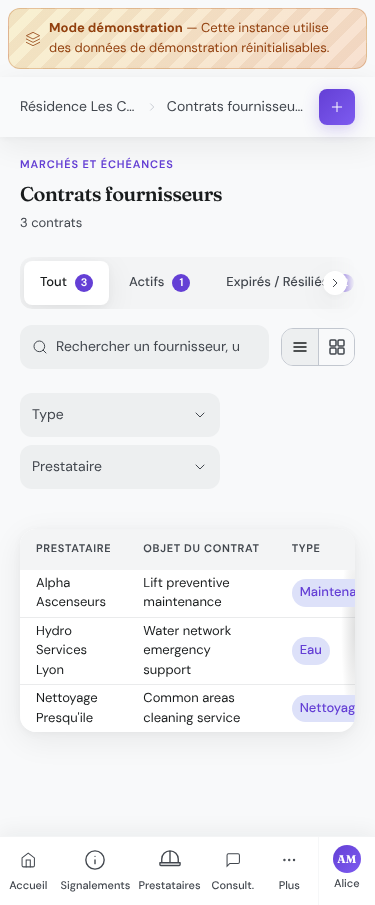 Mode démonstration — Cette instance utilise
des données de démonstration réinitialisables.
Résidence Les C... Contrats fournisseu...
MARCHÉS ET ÉCHÉANCES
Contrats fournisseurs
3 contrats
Tout 3 Actifs 1 Expirés / Résiliés
Rechercher un fournisseur, u
Type
Prestataire
PRESTATAIRE OBJET DU CONTRAT TYPE
Alpha Ascenseurs Lift preventive maintenance Maintena
Hydro Services Lyon Water network emergency support Eau
Nettoyage Presqu'île Common areas cleaning service Nettoyag
AM
Accueil Signalements Prestataires Consult. Plus Alice